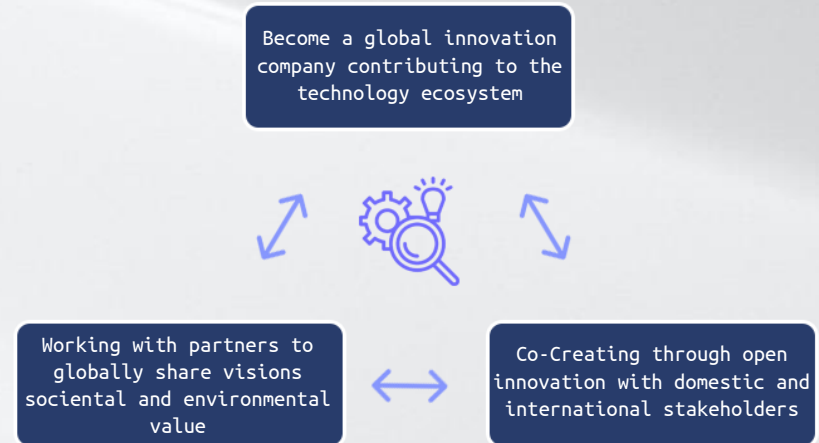 Become a global innovation
company contributing to the
technology ecosystem
Working with partners to
globally share visions
sociental and environmental
value
Co-Creating through open
innovation with domestic and
international stakeholders